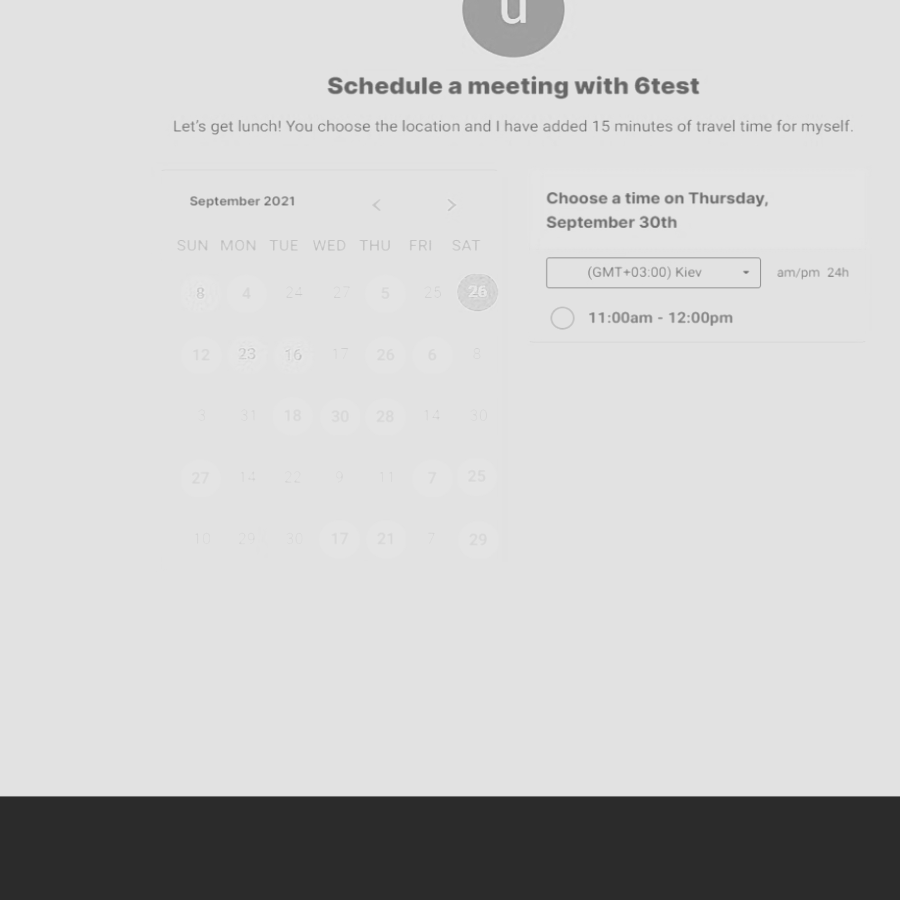 u
Schedule a meeting with 6test
Let's get lunch! You choose the location and I have added 15 minutes of travel time for myself.
September 2021 < >
SUN MON TUE WED THU FRI SAT
8 4 24 27 5 25 26
12 23 16 17 26 6 8
3 31 18 30 28 14 30
27 14 22 9 11 7 25
10 29 30 17 21 7 29
Choose a time on Thursday,
September 30th
(GMT+03:00) Kiev am/pm 24h
11:00am - 12:00pm